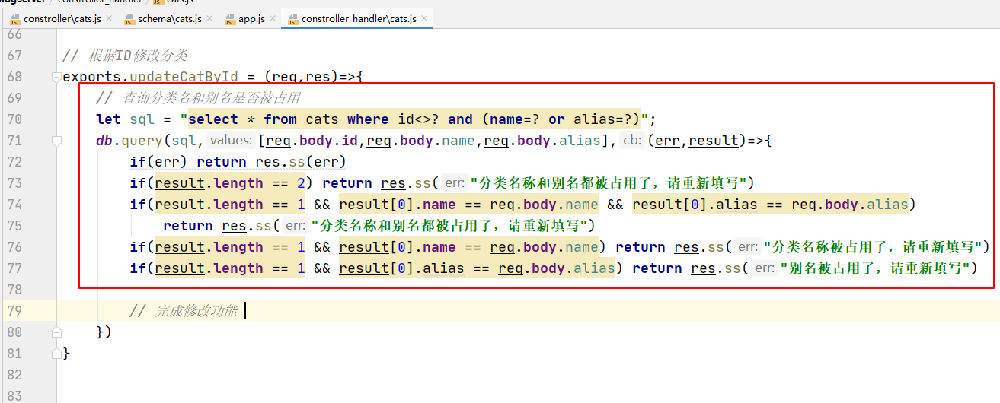 blogServer › constroller_handler › cats.js
constroller\cats.js × schema\cats.js × app.js × constroller_handler\cats.js ×
66
67 // 根据ID修改分类
68 exports.updateCatById = (req,res)=>{
69 // 查询分类名和别名是否被占用
70 let sql = "select * from cats where id<>? and (name=? or alias=?)";
71 db.query(sql, values: [req.body.id,req.body.name,req.body.alias], cb: (err,result)=>{
72 if(err) return res.ss(err)
73 if(result.length == 2) return res.ss( err: "分类名称和别名都被占用了，请重新填写")
74 if(result.length == 1 && result[0].name == req.body.name && result[0].alias == req.body.alias)
75 return res.ss( err: "分类名称和别名都被占用了，请重新填写")
76 if(result.length == 1 && result[0].name == req.body.name) return res.ss( err: "分类名称被占用了，请重新填写")
77 if(result.length == 1 && result[0].alias == req.body.alias) return res.ss( err: "别名被占用了，请重新填写")
78
79 // 完成修改功能
80 })
81 }
82
83